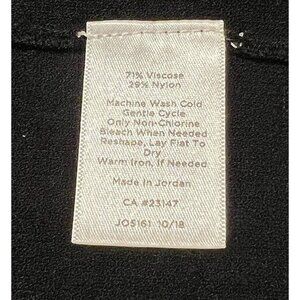 71% Viscose
29% Nylon
Machine Wash Cold
Gentle Cycle
Only Non-Chlorine
Bleach When Needed
Reshape, Lay Flat To
Dry
Warm Iron, If Needed
Made In Jordan
CA #23147
JO5161 10/18